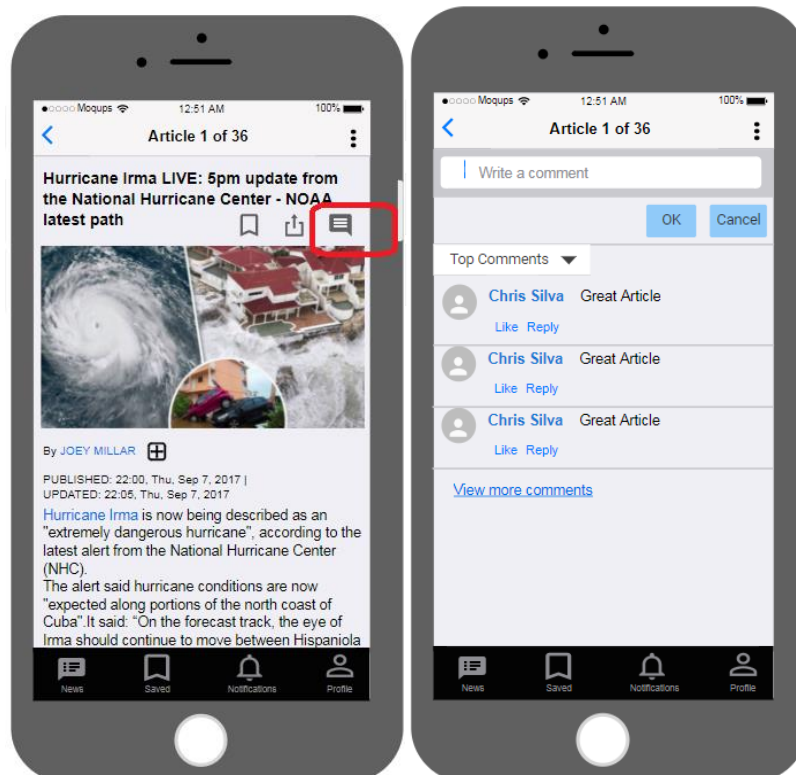 Moqups 12:51 AM 100%
Article 1 of 36
Hurricane Irma LIVE: 5pm update from
the National Hurricane Center - NOAA
latest path
By JOEY MILLAR
PUBLISHED: 22:00, Thu, Sep 7, 2017 |
UPDATED: 22:05, Thu, Sep 7, 2017
Hurricane Irma is now being described as an
"extremely dangerous hurricane", according to the
latest alert from the National Hurricane Center
(NHC).
The alert said hurricane conditions are now
"expected along portions of the north coast of
Cuba".It said: “On the forecast track, the eye of
Irma should continue to move between Hispaniola
News Saved Notifications Profile
Moqups 12:51 AM 100%
Article 1 of 36
Write a comment
OK Cancel
Top Comments
Chris Silva Great Article
Like Reply
Chris Silva Great Article
Like Reply
Chris Silva Great Article
Like Reply
View more comments
News Saved Notifications Profile